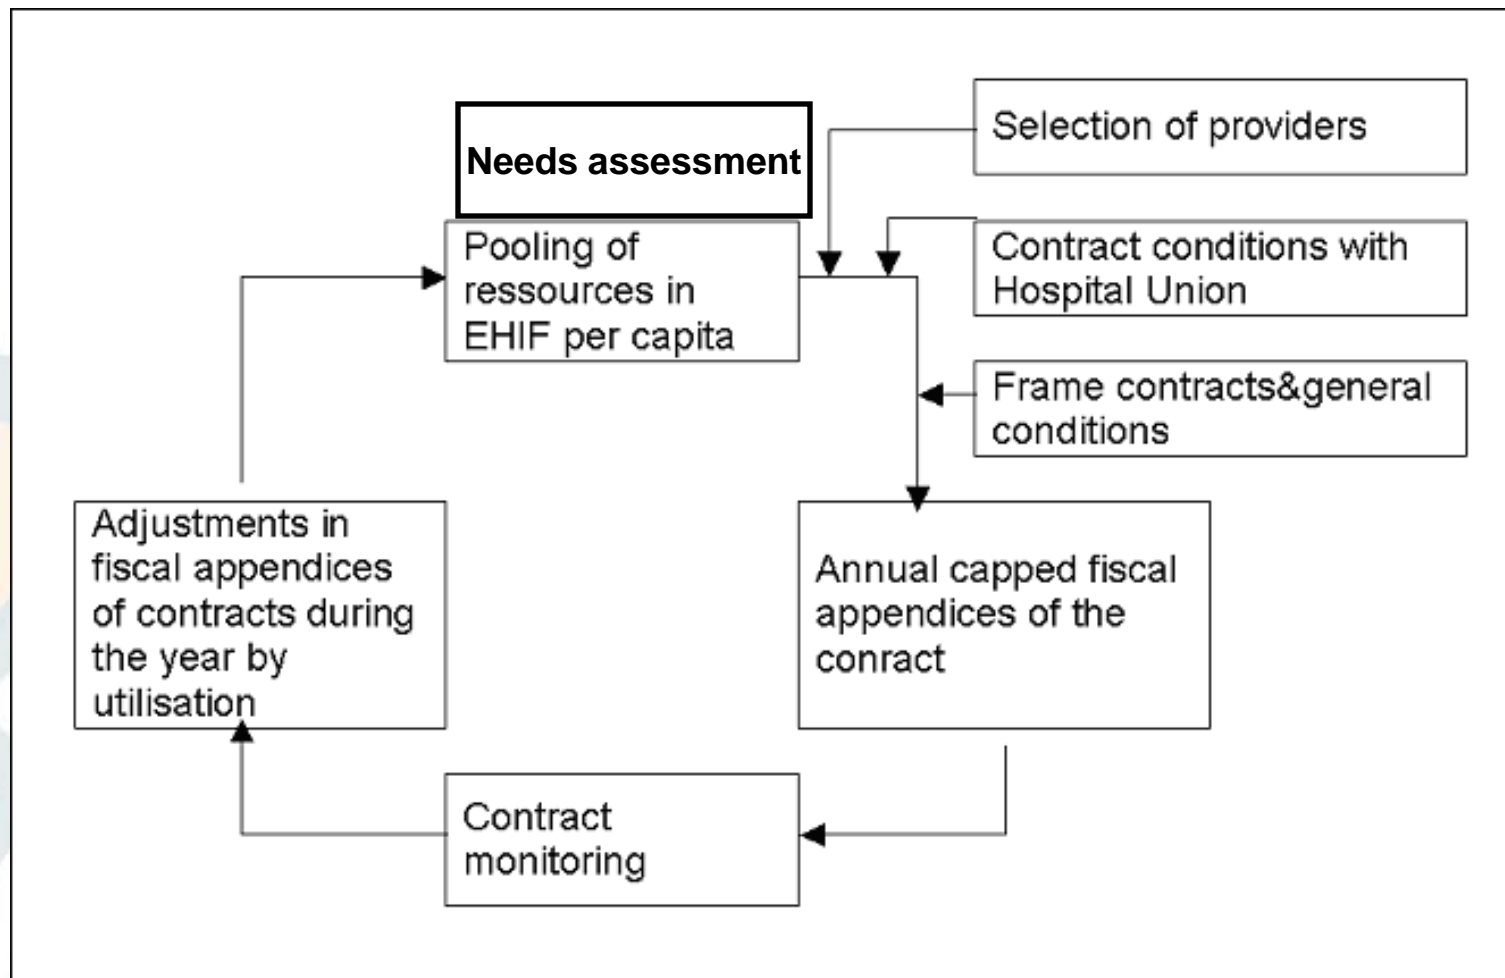 Needs assessment
Selection of providers
Pooling of
ressources in
EHIF per capita
Contract conditions with
Hospital Union
Frame contracts&general
conditions
Adjustments in
fiscal appendices
of contracts during
the year by
utilisation
Annual capped fiscal
appendices of the
conract
Contract
monitoring